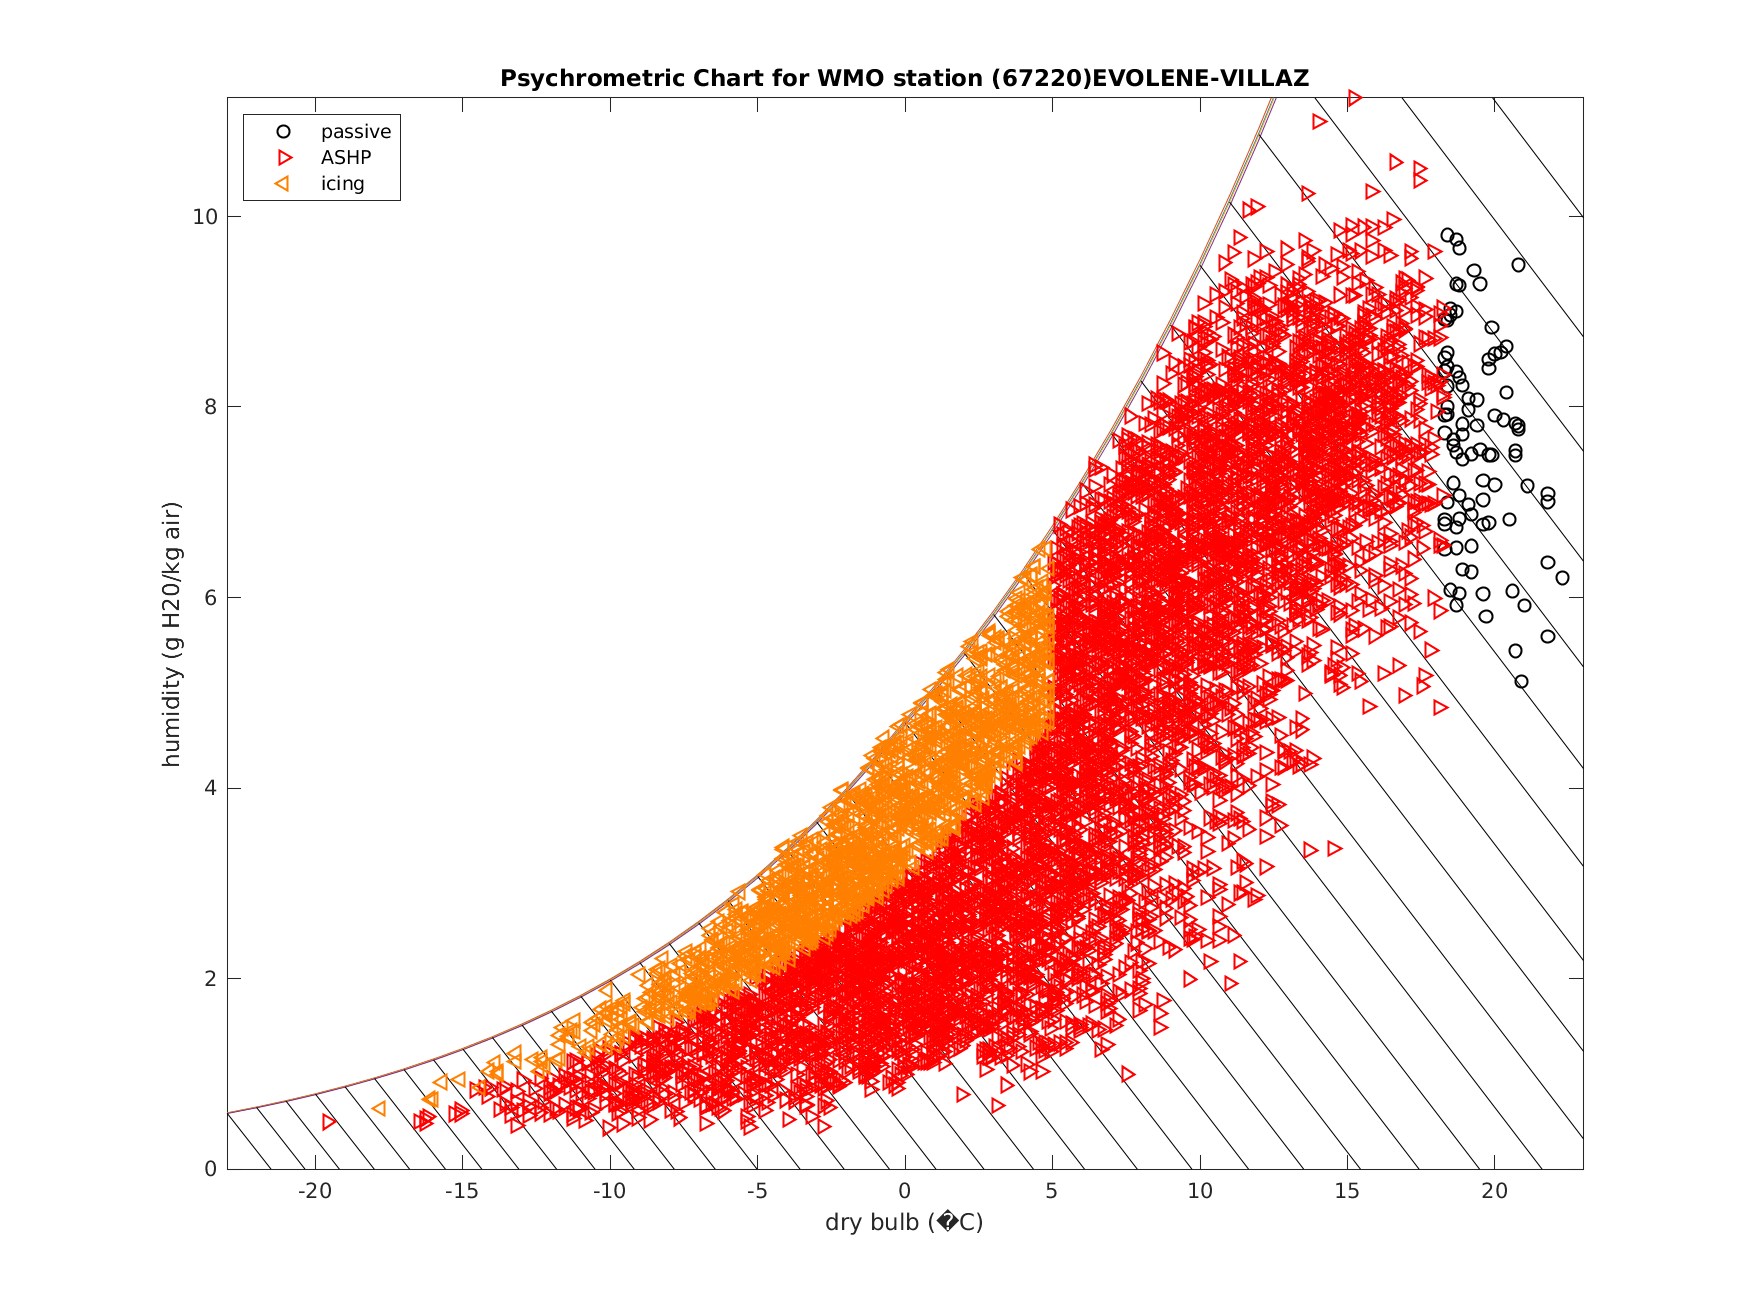 Psychrometric Chart for WMO station (67220)EVOLENE-VILLAZ
passive
ASHP
icing
humidity (g H20/kg air)
10
8
6
4
2
0
-20 -15 -10 -5 0 5 10 15 20
dry bulb (�C)